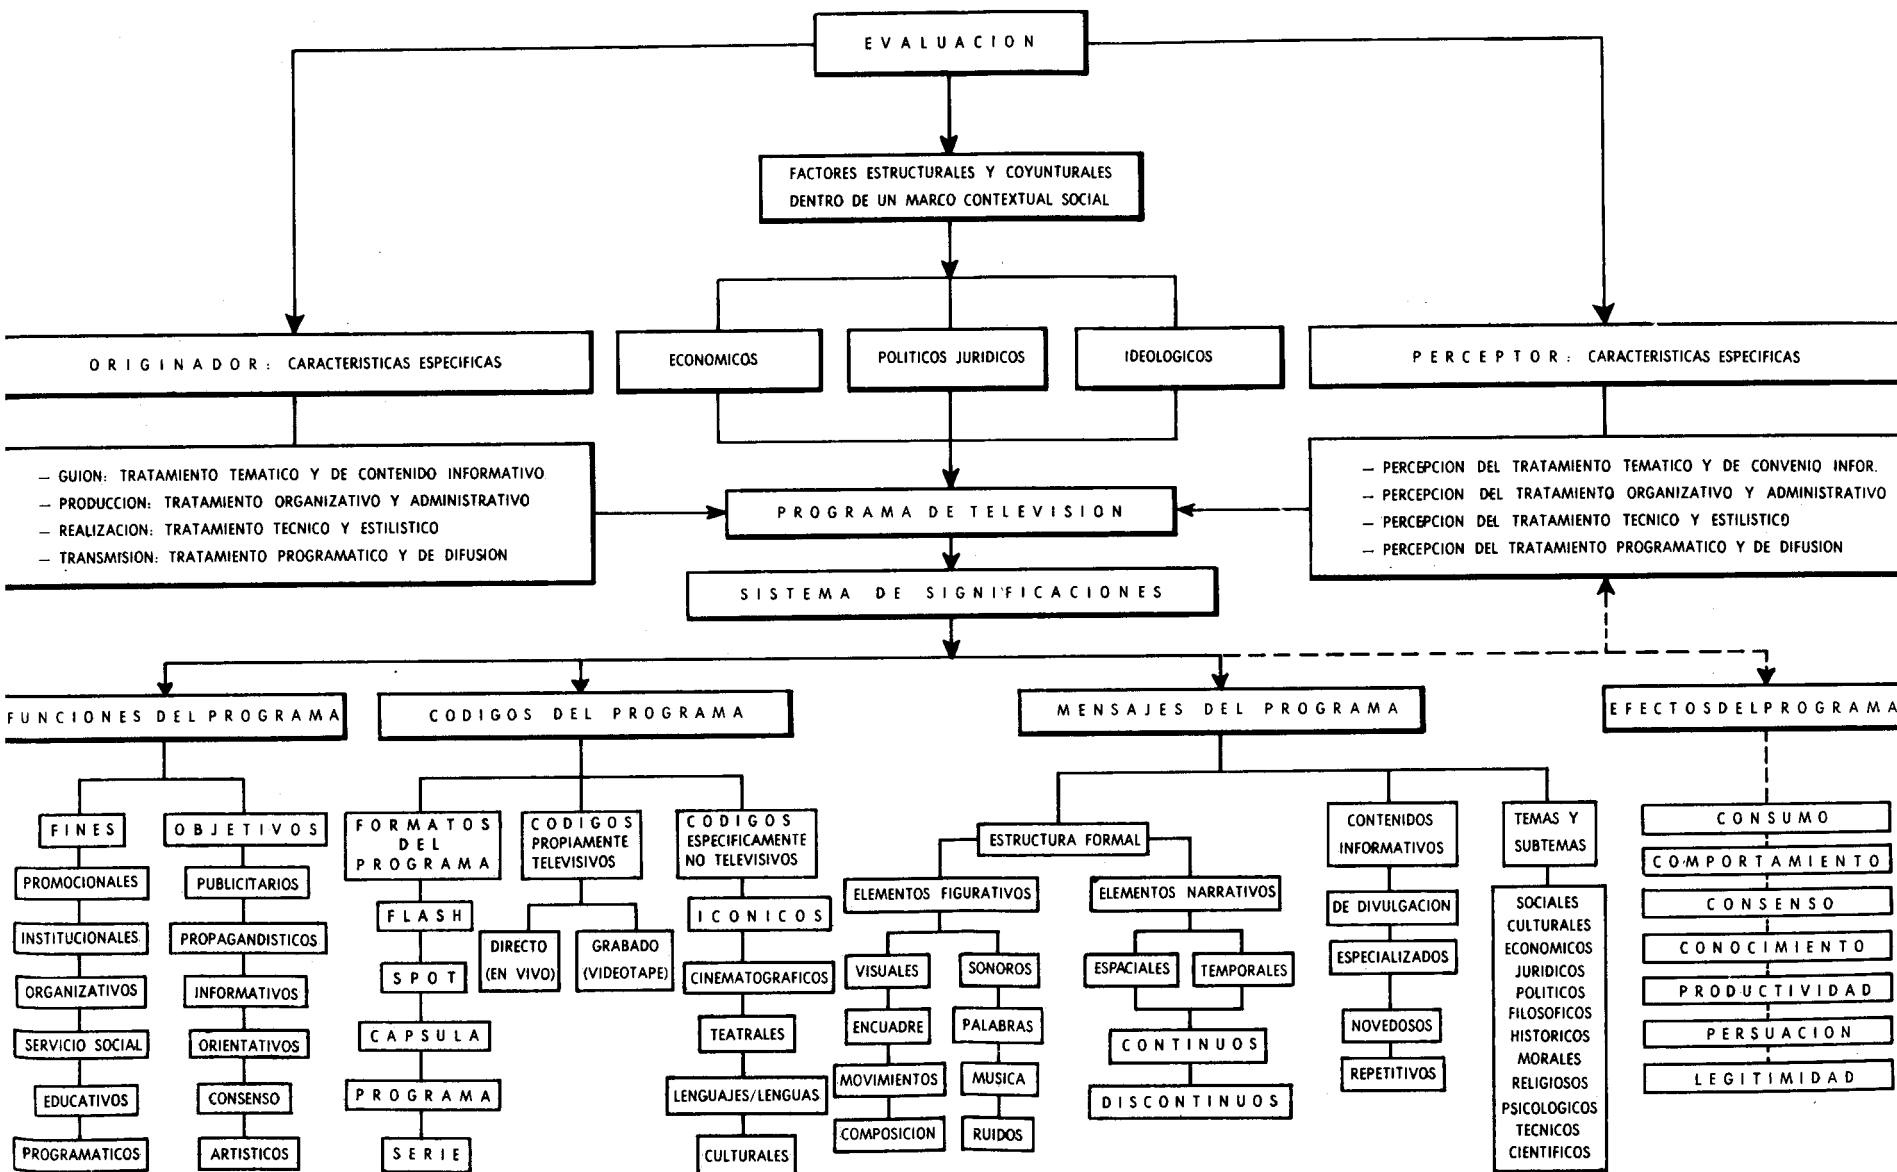 EVALUACION
FACTORES ESTRUCTURALES Y COYUNTURALES
DENTRO DE UN MARCO CONTEXTUAL SOCIAL
ORIGINADOR: CARACTERISTICAS ESPECIFICAS
ECONOMICOS
POLITICOS JURIDICOS
IDEOLOGICOS
PERCEPTOR: CARACTERISTICAS ESPECIFICAS
— GUION: TRATAMIENTO TEMATICO Y DE CONTENIDO INFORMATIVO
— PRODUCCION: TRATAMIENTO ORGANIZATIVO Y ADMINISTRATIVO
— REALIZACION: TRATAMIENTO TECNICO Y ESTILISTICO
— TRANSMISION: TRATAMIENTO PROGRAMATICO Y DE DIFUSION
PROGRAMA DE TELEVISION
— PERCEPCION DEL TRATAMIENTO TEMATICO Y DE CONVENIO INFOR.
— PERCEPCION DEL TRATAMIENTO ORGANIZATIVO Y ADMINISTRATIVO
— PERCEPCION DEL TRATAMIENTO TECNICO Y ESTILISTICO
— PERCEPCION DEL TRATAMIENTO PROGRAMATICO Y DE DIFUSION
SISTEMA DE SIGNIFICACIONES
FUNCIONES DEL PROGRAMA
CODIGOS DEL PROGRAMA
MENSAJES DEL PROGRAMA
EFECTOS DEL PROGRAMA
FINES
PROMOCIONALES
INSTITUCIONALES
ORGANIZATIVOS
SERVICIO SOCIAL
EDUCATIVOS
PROGRAMATICOS
OBJETIVOS
PUBLICITARIOS
PROPAGANDISTICOS
INFORMATIVOS
ORIENTATIVOS
CONSENSO
ARTISTICOS
FORMATOS
DEL
PROGRAMA
FLASH
SPOT
CAPSULA
PROGRAMA
SERIE
CODIGOS
PROPIAMENTE
TELEVISIVOS
DIRECTO
(EN VIVO)
GRABADO
(VIDEOTAPE)
CODIGOS
ESPECIFICAMENTE
NO TELEVISIVOS
ICONICOS
CINEMATOGRAFICOS
TEATRALES
LENGUAJES/LENGUAS
CULTURALES
ESTRUCTURA FORMAL
ELEMENTOS FIGURATIVOS
VISUALES
ENCUADRE
MOVIMIENTOS
COMPOSICION
SONOROS
PALABRAS
MUSICA
RUIDOS
ELEMENTOS NARRATIVOS
ESPACIALES
TEMPORALES
CONTINUOS
DISCONTINUOS
CONTENIDOS
INFORMATIVOS
DE DIVULGACION
ESPECIALIZADOS
NOVEDOSOS
REPETITIVOS
TEMAS Y
SUBTEMAS
SOCIALES
CULTURALES
ECONOMICOS
JURIDICOS
POLITICOS
FILOSOFICOS
HISTORICOS
MORALES
RELIGIOSOS
PSICOLOGICOS
TECNICOS
CIENTIFICOS
CONSUMO
COMPORTAMIENTO
CONSENSO
CONOCIMIENTO
PRODUCTIVIDAD
PERSUACION
LEGITIMIDAD